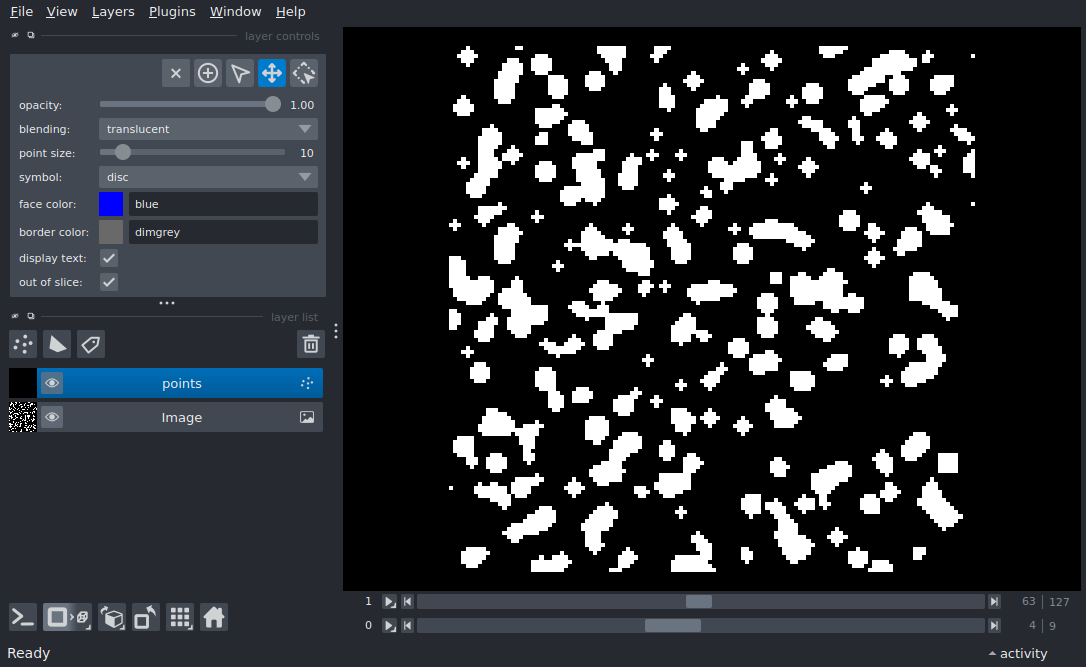 File View Layers Plugins Window Help
layer controls
opacity: 1.00
blending: translucent
point size: 10
symbol: disc
face color: blue
border color: dimgrey
display text:
out of slice:
layer list
points
Image
1 63 | 127
0 4 | 9
Ready activity